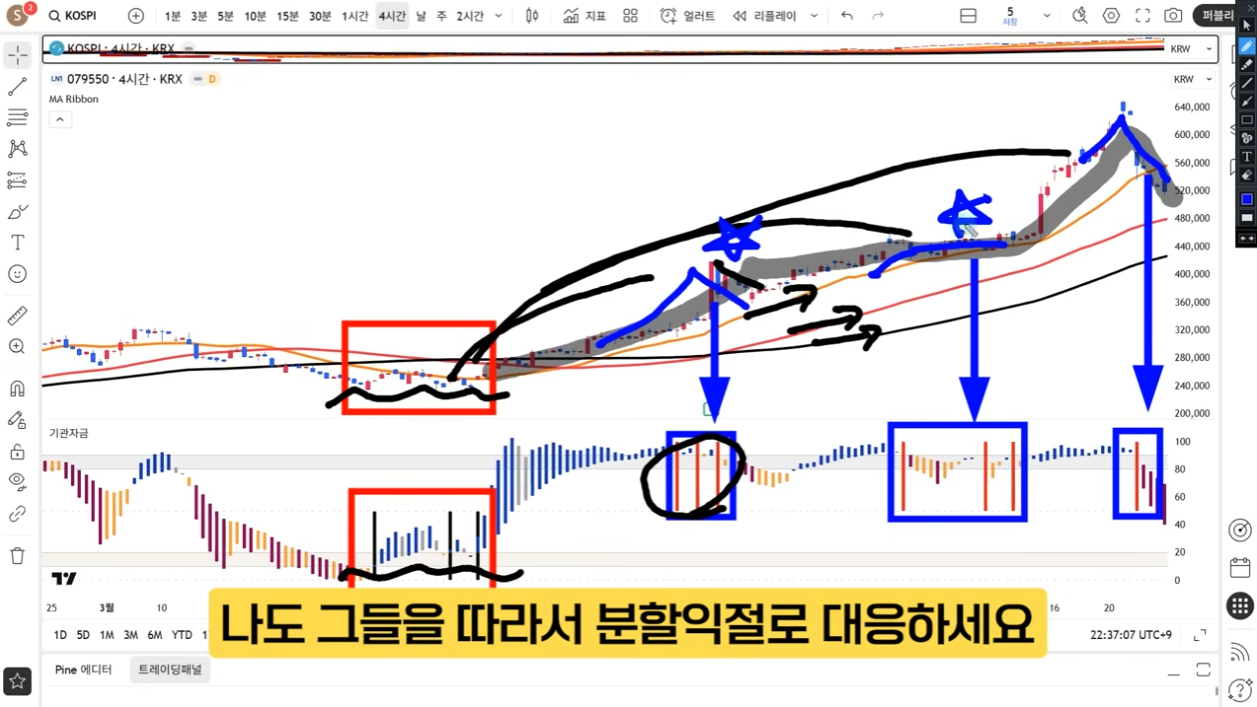 S 2 KOSPI 1분 3분 5분 10분 15분 30분 1시간 4시간 날 주 2시간 지표 얼러트 리플레이 5 저장 퍼블리
KOSPI · 4시간 · KRX KRW
LN1 079550 · 4시간 · KRX D KRW
MA Ribbon
640,000
600,000
560,000
520,000
480,000
440,000
400,000
360,000
320,000
280,000
240,000
200,000
기관자금
100
80
60
40
20
0
25 3월 10 16 20
나도 그들을 따라서 분할익절로 대응하세요
1D 5D 1M 3M 6M YTD 22:37:07 UTC+9
Pine 에디터 트레이딩패널